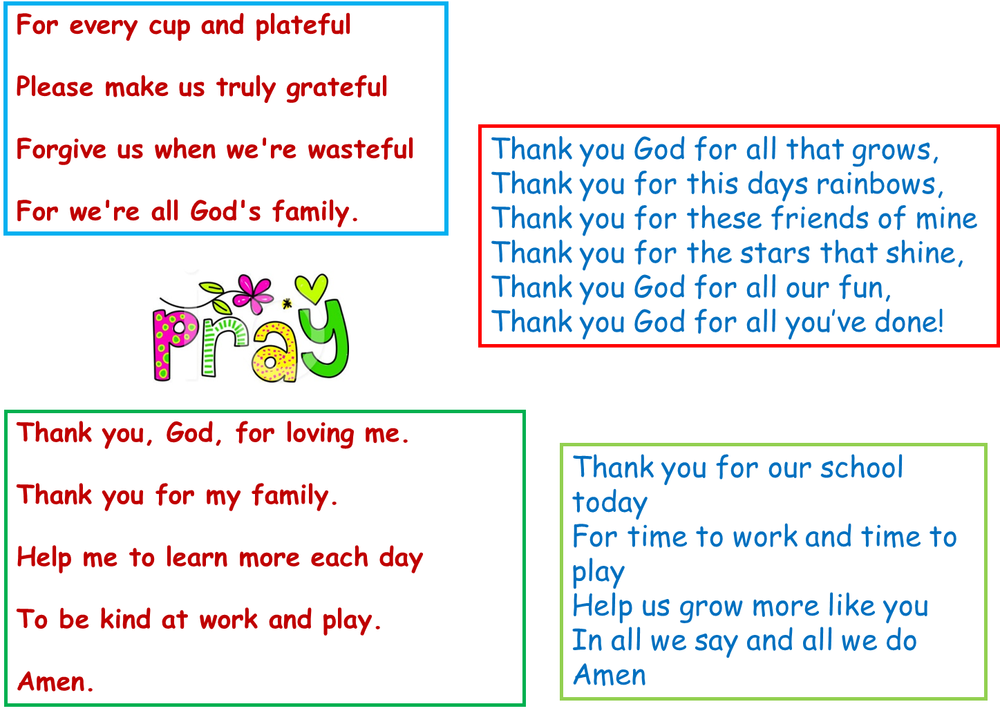 For every cup and plateful
Please make us truly grateful
Forgive us when we're wasteful
For we're all God's family.
Thank you God for all that grows,
Thank you for this days rainbows,
Thank you for these friends of mine
Thank you for the stars that shine,
Thank you God for all our fun,
Thank you God for all you’ve done!
pray
Thank you, God, for loving me.
Thank you for my family.
Help me to learn more each day
To be kind at work and play.
Amen.
Thank you for our school
today
For time to work and time to
play
Help us grow more like you
In all we say and all we do
Amen